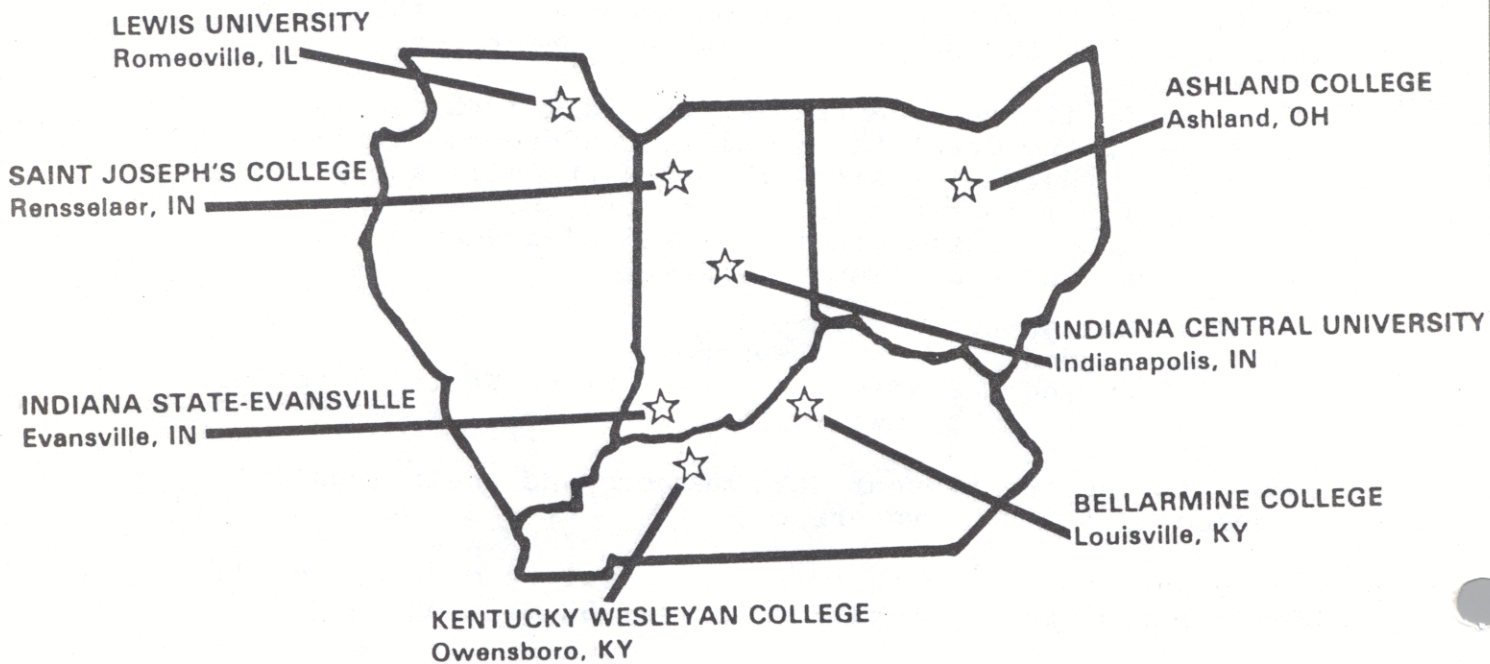 LEWIS UNIVERSITY
Romeoville, IL
ASHLAND COLLEGE
Ashland, OH
SAINT JOSEPH'S COLLEGE
Rensselaer, IN
INDIANA CENTRAL UNIVERSITY
Indianapolis, IN
INDIANA STATE-EVANSVILLE
Evansville, IN
BELLARMINE COLLEGE
Louisville, KY
KENTUCKY WESLEYAN COLLEGE
Owensboro, KY